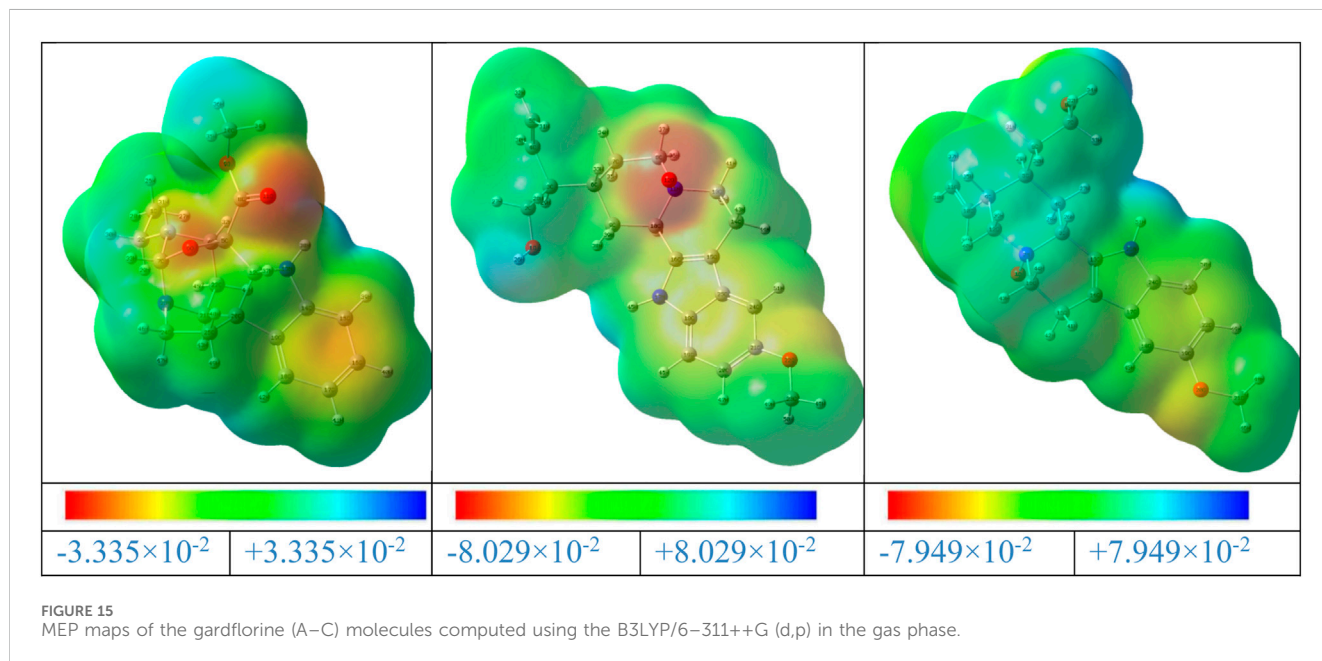 -3.335×10-2 +3.335×10-2 -8.029×10-2 +8.029×10-2 -7.949×10-2 +7.949×10-2
FIGURE 15
MEP maps of the gardflorine (A–C) molecules computed using the B3LYP/6–311++G (d,p) in the gas phase.